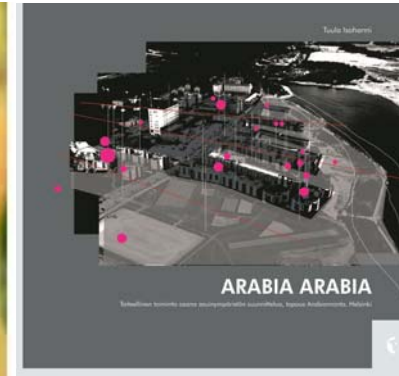 Tuula Isohanni
ARABIA ARABIA
Taiteellinen toiminta osana asuinympäristön suunnittelua, tapaus Arabianranta, Helsinki